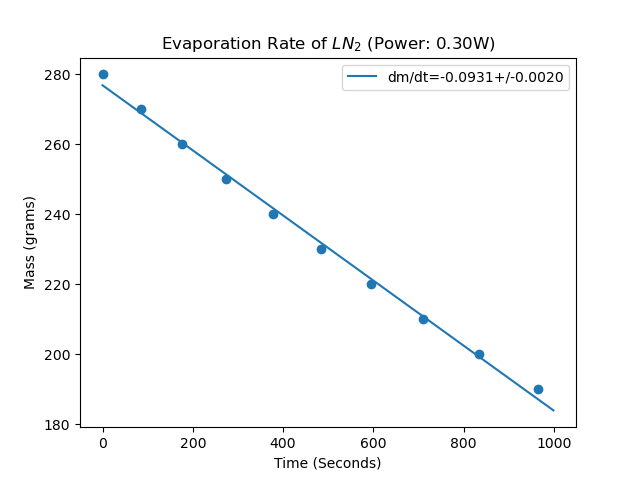 Evaporation Rate of LN₂ (Power: 0.30W)
dm/dt=-0.0931+/-0.0020
280
260
240
220
200
180
Mass (grams)
0 200 400 600 800 1000
Time (Seconds)